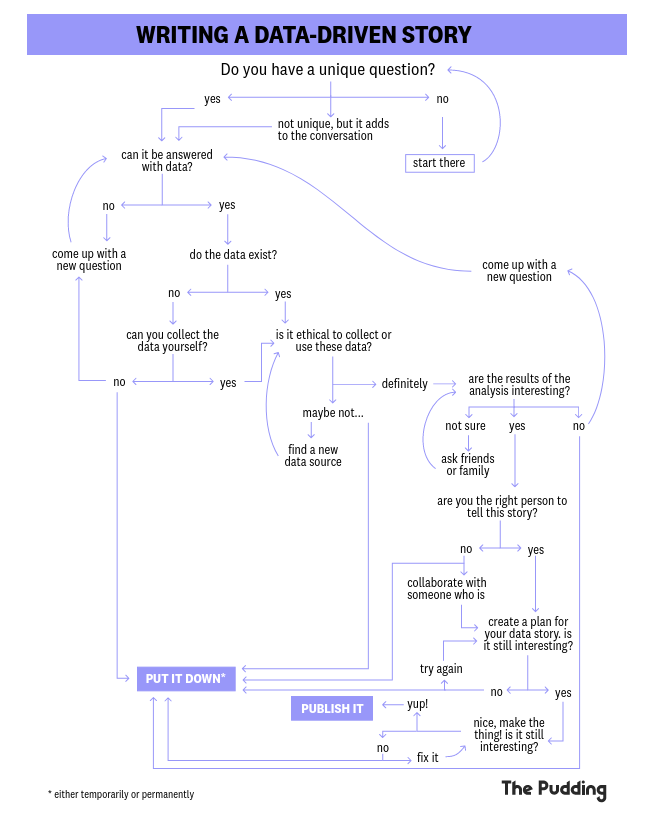 WRITING A DATA-DRIVEN STORY
Do you have a unique question?
yes
no
not unique, but it adds
to the conversation
can it be answered
with data?
start there
no
yes
come up with a
new question
do the data exist?
come up with a
new question
no
yes
can you collect the
data yourself?
is it ethical to collect or
use these data?
no
yes
definitely
are the results of the
analysis interesting?
maybe not...
not sure
yes
no
find a new
data source
ask friends
or family
are you the right person to
tell this story?
no
yes
collaborate with
someone who is
create a plan for
your data story. is
it still interesting?
try again
PUT IT DOWN*
no
yes
PUBLISH IT
yup!
nice, make the
thing! is it still
interesting?
no
fix it
* either temporarily or permanently
The Pudding